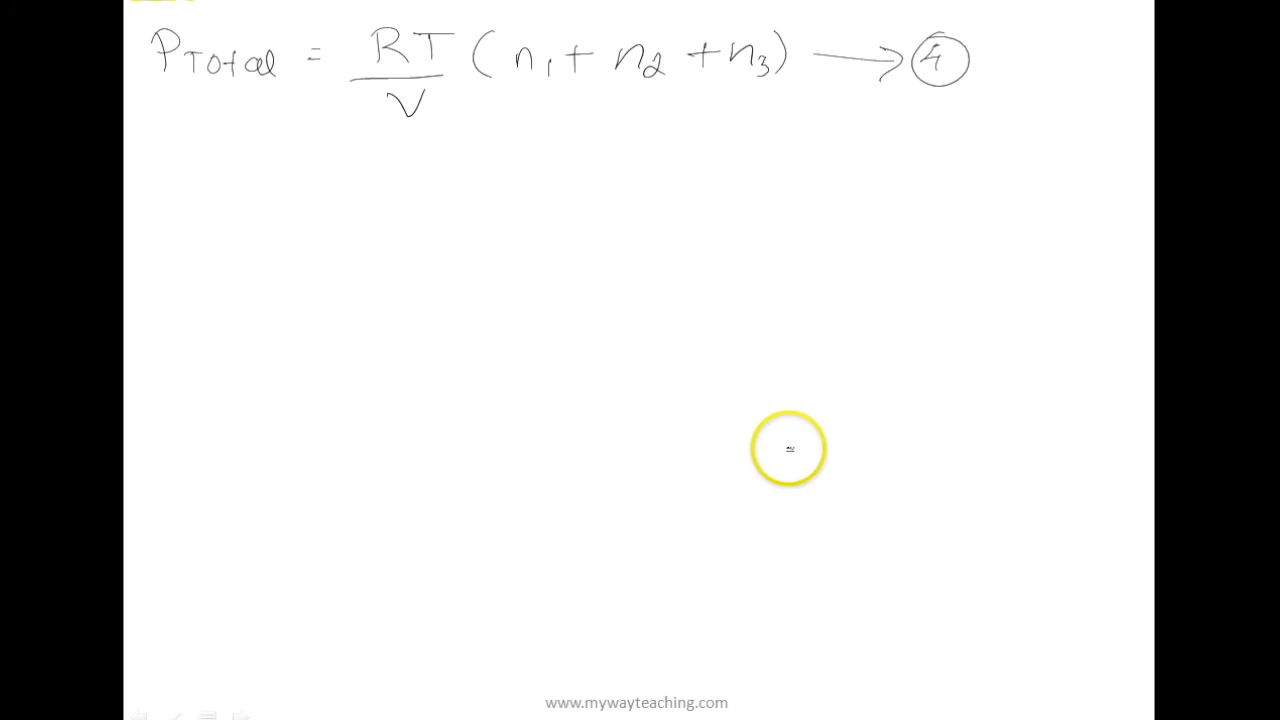 PTotal = RT/V (n1 + n2 + n3) → 4
www.mywayteaching.com